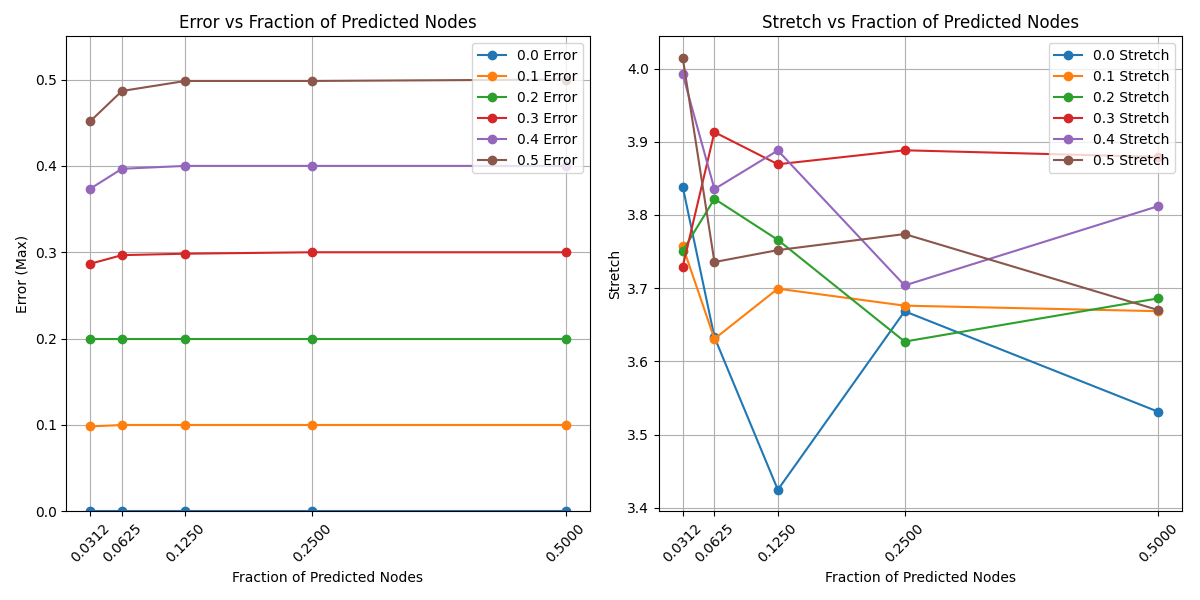 Error vs Fraction of Predicted Nodes
0.5
0.4
0.3
0.2
0.1
0.0
Error (Max)
0.0 Error
0.1 Error
0.2 Error
0.3 Error
0.4 Error
0.5 Error
0.0312
0.0625
0.1250
0.2500
0.5000
Fraction of Predicted Nodes
Stretch vs Fraction of Predicted Nodes
4.0
3.9
3.8
3.7
3.6
3.5
3.4
Stretch
0.0 Stretch
0.1 Stretch
0.2 Stretch
0.3 Stretch
0.4 Stretch
0.5 Stretch
0.0312
0.0625
0.1250
0.2500
0.5000
Fraction of Predicted Nodes